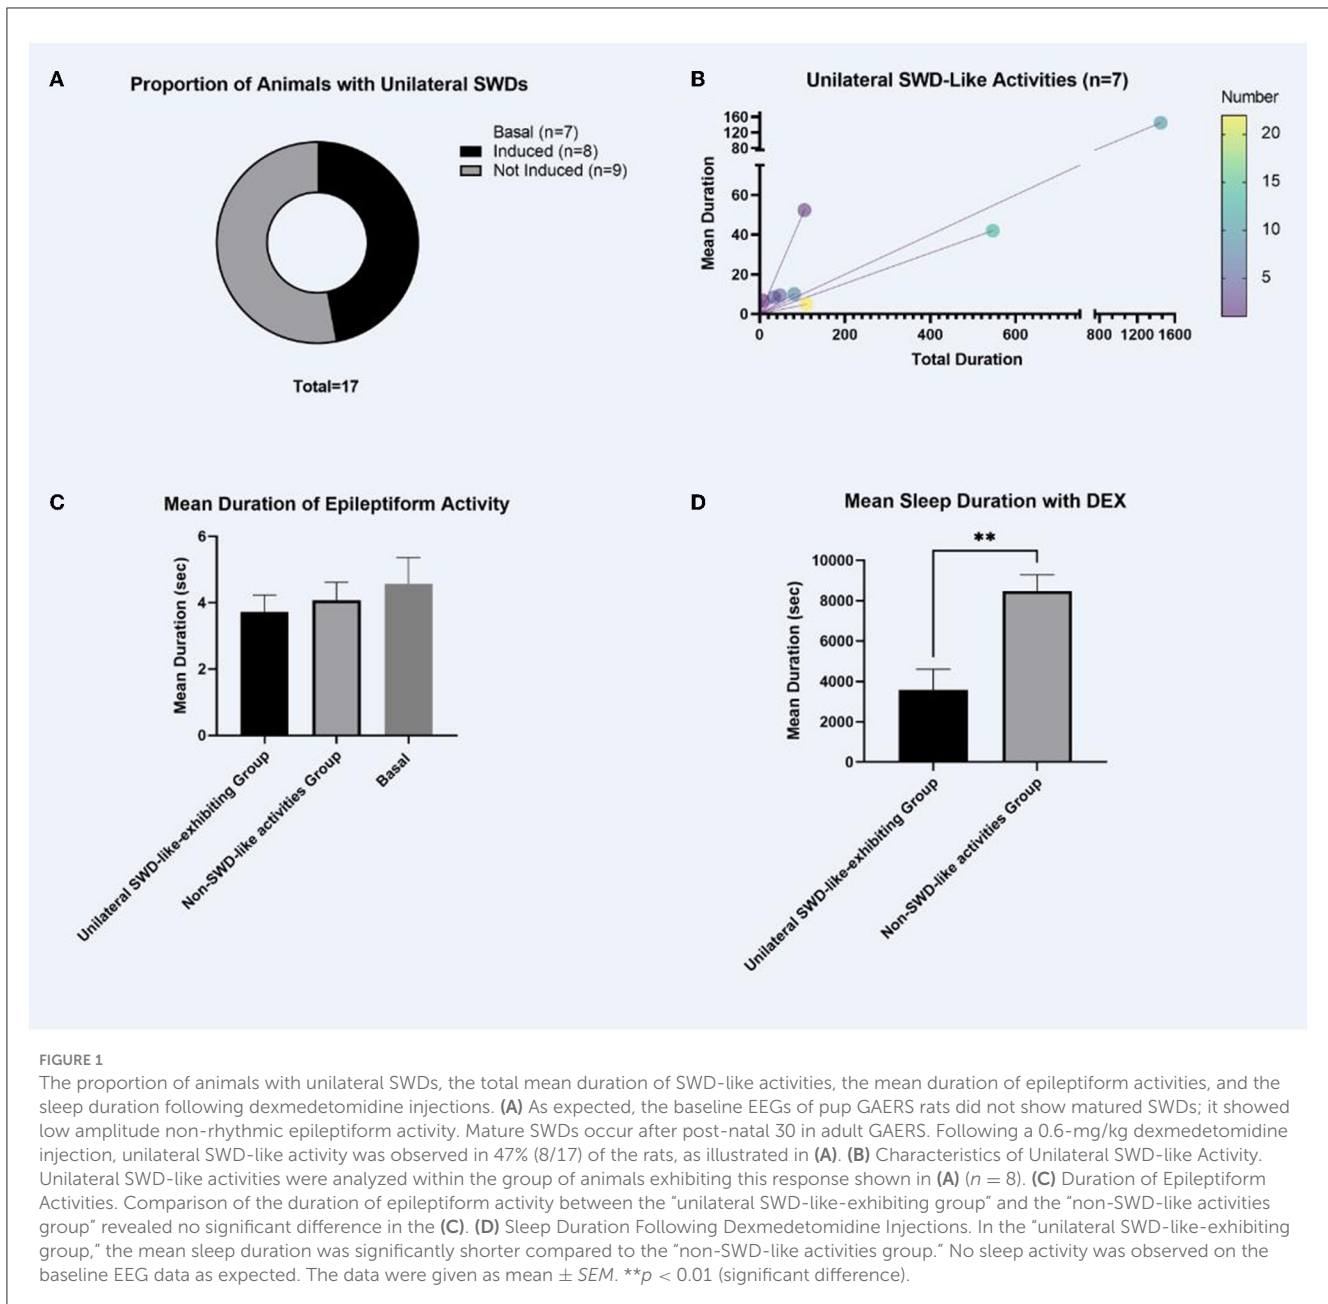 A
Proportion of Animals with Unilateral SWDs
Basal (n=7)
Induced (n=8)
Not Induced (n=9)
Total=17
B
Unilateral SWD-Like Activities (n=7)
Number
20
15
10
5
160
120
80
60
40
20
0
Mean Duration
0 200 400 600 800 1200 1600
Total Duration
C
Mean Duration of Epileptiform Activity
6
4
2
0
Mean Duration (sec)
Unilateral SWD-like-exhibiting Group
Non-SWD-like activities Group
Basal
D
Mean Sleep Duration with DEX
**
10000
8000
6000
4000
2000
0
Mean Duration (sec)
Unilateral SWD-like-exhibiting Group
Non-SWD-like activities Group
FIGURE 1
The proportion of animals with unilateral SWDs, the total mean duration of SWD-like activities, the mean duration of epileptiform activities, and the
sleep duration following dexmedetomidine injections. (A) As expected, the baseline EEGs of pup GAERS rats did not show matured SWDs; it showed
low amplitude non-rhythmic epileptiform activity. Mature SWDs occur after post-natal 30 in adult GAERS. Following a 0.6-mg/kg dexmedetomidine
injection, unilateral SWD-like activity was observed in 47% (8/17) of the rats, as illustrated in (A). (B) Characteristics of Unilateral SWD-like Activity.
Unilateral SWD-like activities were analyzed within the group of animals exhibiting this response shown in (A) (n = 8). (C) Duration of Epileptiform
Activities. Comparison of the duration of epileptiform activity between the "unilateral SWD-like-exhibiting group" and the "non-SWD-like activities
group" revealed no significant difference in the (C). (D) Sleep Duration Following Dexmedetomidine Injections. In the "unilateral SWD-like-exhibiting
group," the mean sleep duration was significantly shorter compared to the "non-SWD-like activities group." No sleep activity was observed on the
baseline EEG data as expected. The data were given as mean ± SEM. **p < 0.01 (significant difference).